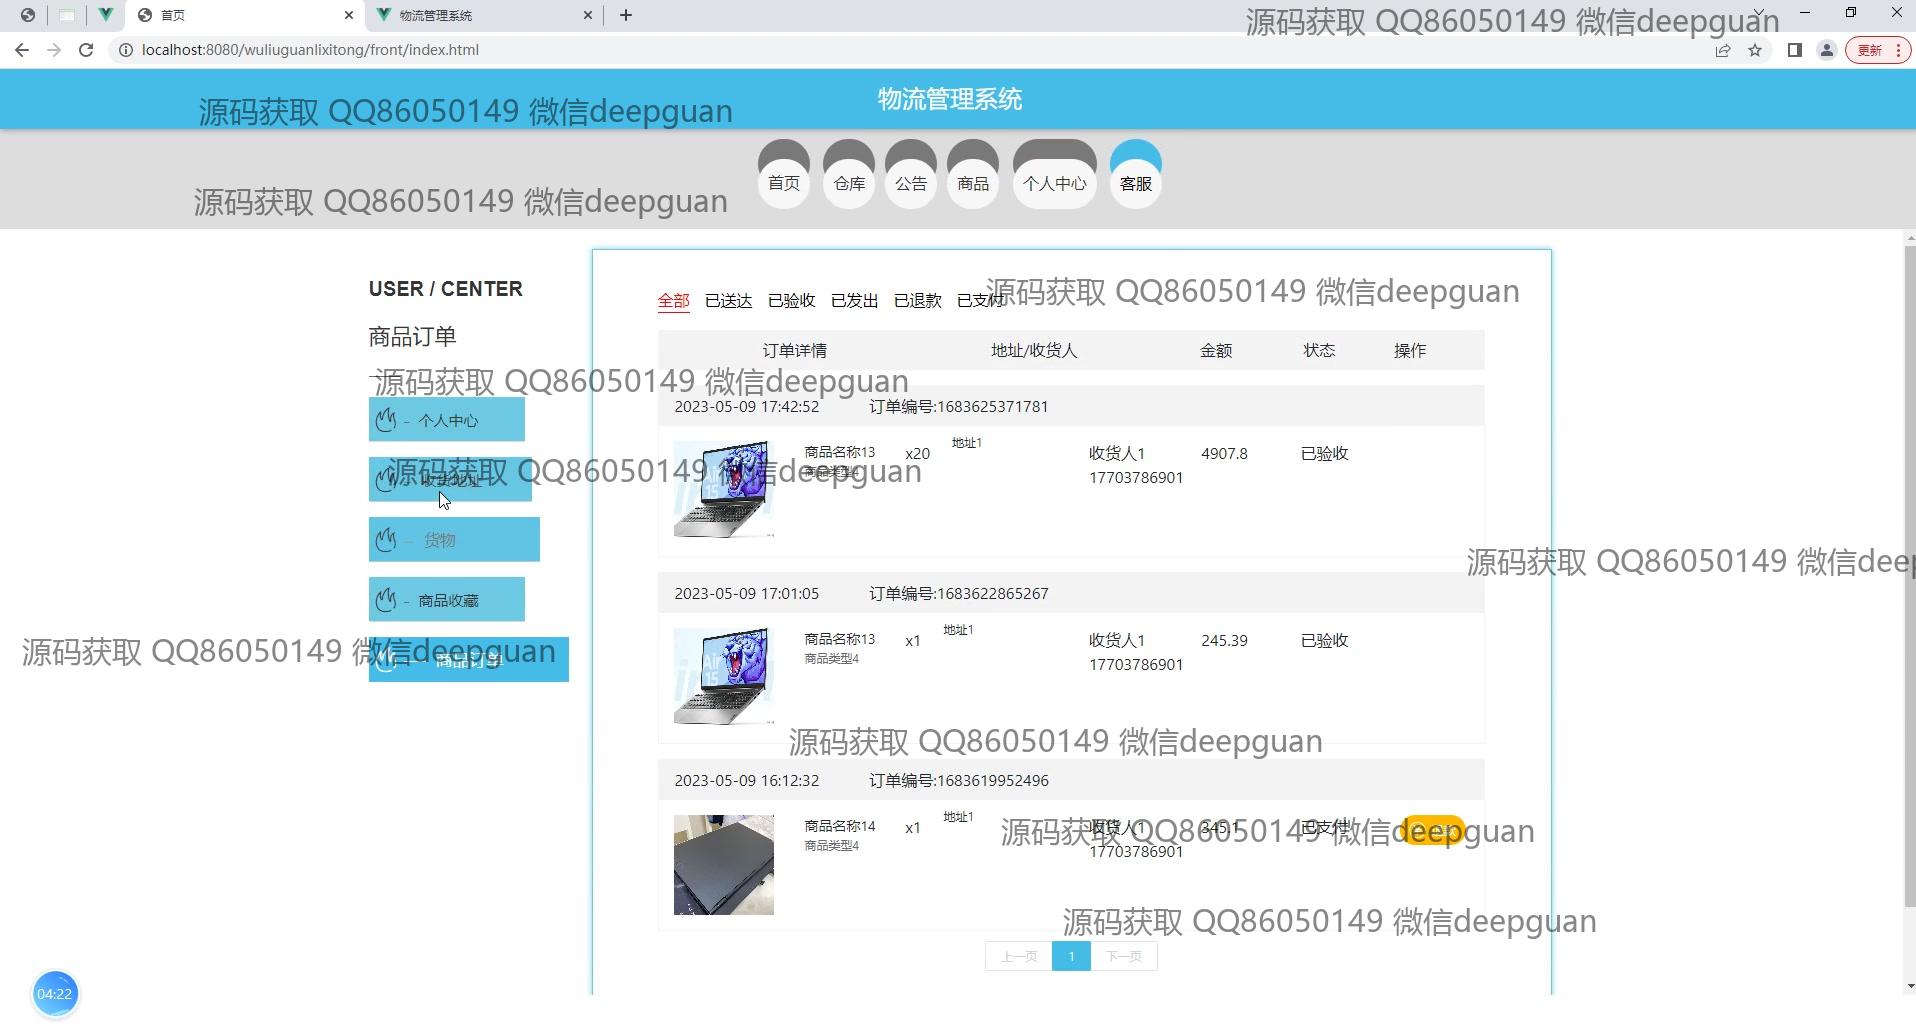 首页
物流管理系统
源码获取 QQ86050149 微信deepguan
localhost:8080/wuliuguanlixitong/front/index.html
更新
物流管理系统
源码获取 QQ86050149 微信deepguan
首页 仓库 公告 商品 个人中心 客服
源码获取 QQ86050149 微信deepguan
USER / CENTER
商品订单
源码获取 QQ86050149 微信deepguan
- 个人中心
- 收货地址
源码获取 QQ86050149 微信deepguan
- 货物
- 商品收藏
商品订单
源码获取 QQ86050149 微信deepguan
全部 已送达 已验收 已发出 已退款 已支付
源码获取 QQ86050149 微信deepguan
订单详情 地址/收货人 金额 状态 操作
2023-05-09 17:42:52 订单编号:1683625371781
商品名称13 x20 地址1 收货人1 4907.8 已验收
商品类型4 17703786901
源码获取 QQ86050149 微信dee
2023-05-09 17:01:05 订单编号:1683622865267
商品名称13 x1 地址1 收货人1 245.39 已验收
商品类型4 17703786901
Air
15
源码获取 QQ86050149 微信deepguan
2023-05-09 16:12:32 订单编号:1683619952496
商品名称14 x1 地址1 收货人1 345.1 已支付
商品类型4 17703786901
源码获取 QQ86050149 微信deepguan
源码获取 QQ86050149 微信deepguan
上一页 1 下一页
04:22